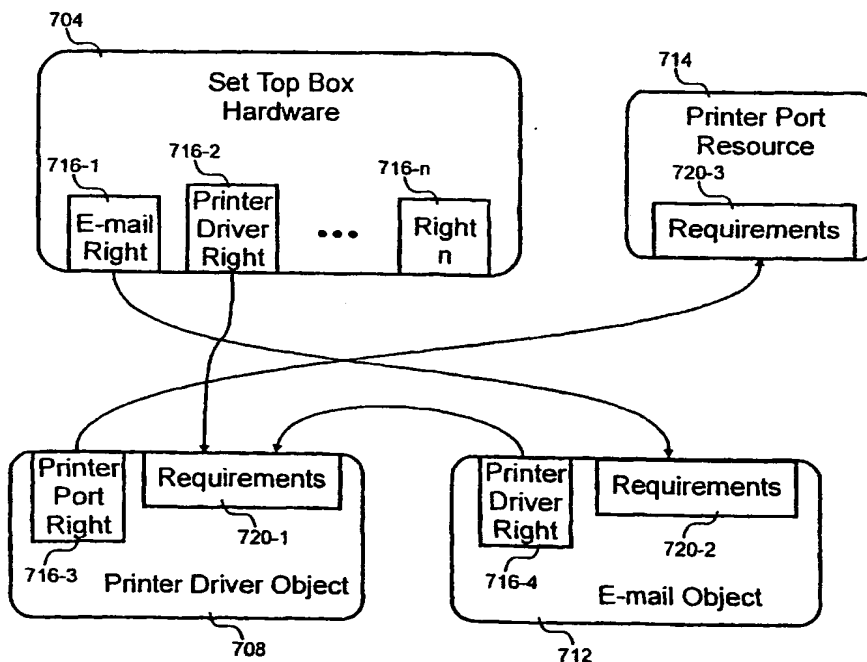 704
Set Top Box
Hardware
716-1
E-mail
Right
716-2
Printer
Driver
Right
716-n
Right
n
714
Printer Port
Resource
720-3
Requirements
Printer
Port
Right
716-3
Requirements
720-1
Printer Driver Object
708
Printer
Driver
Right
716-4
Requirements
720-2
E-mail Object
712